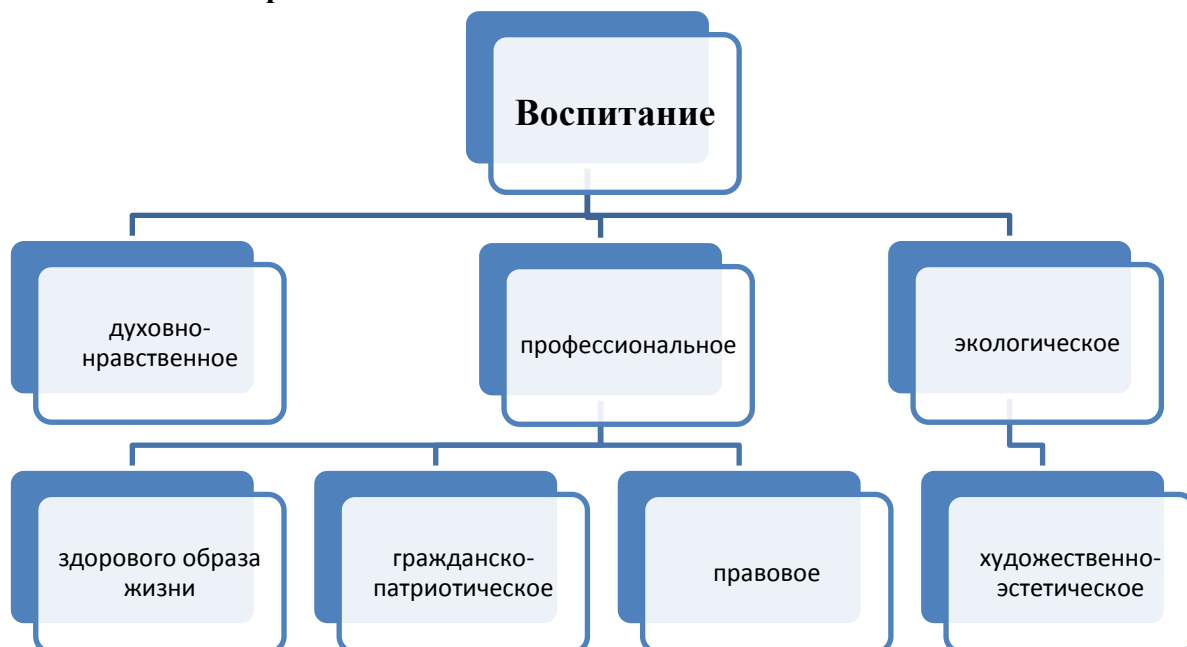 Воспитание
духовно-
нравственное
профессиональное
экологическое
здорового образа
жизни
гражданско-
патриотическое
правовое
художественно-
эстетическое